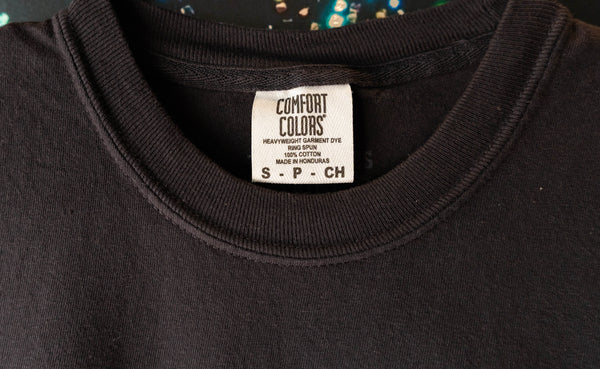 COMFORT
COLORS®
HEAVYWEIGHT GARMENT DYE
RING SPUN
100% COTTON
MADE IN HONDURAS
S - P - CH